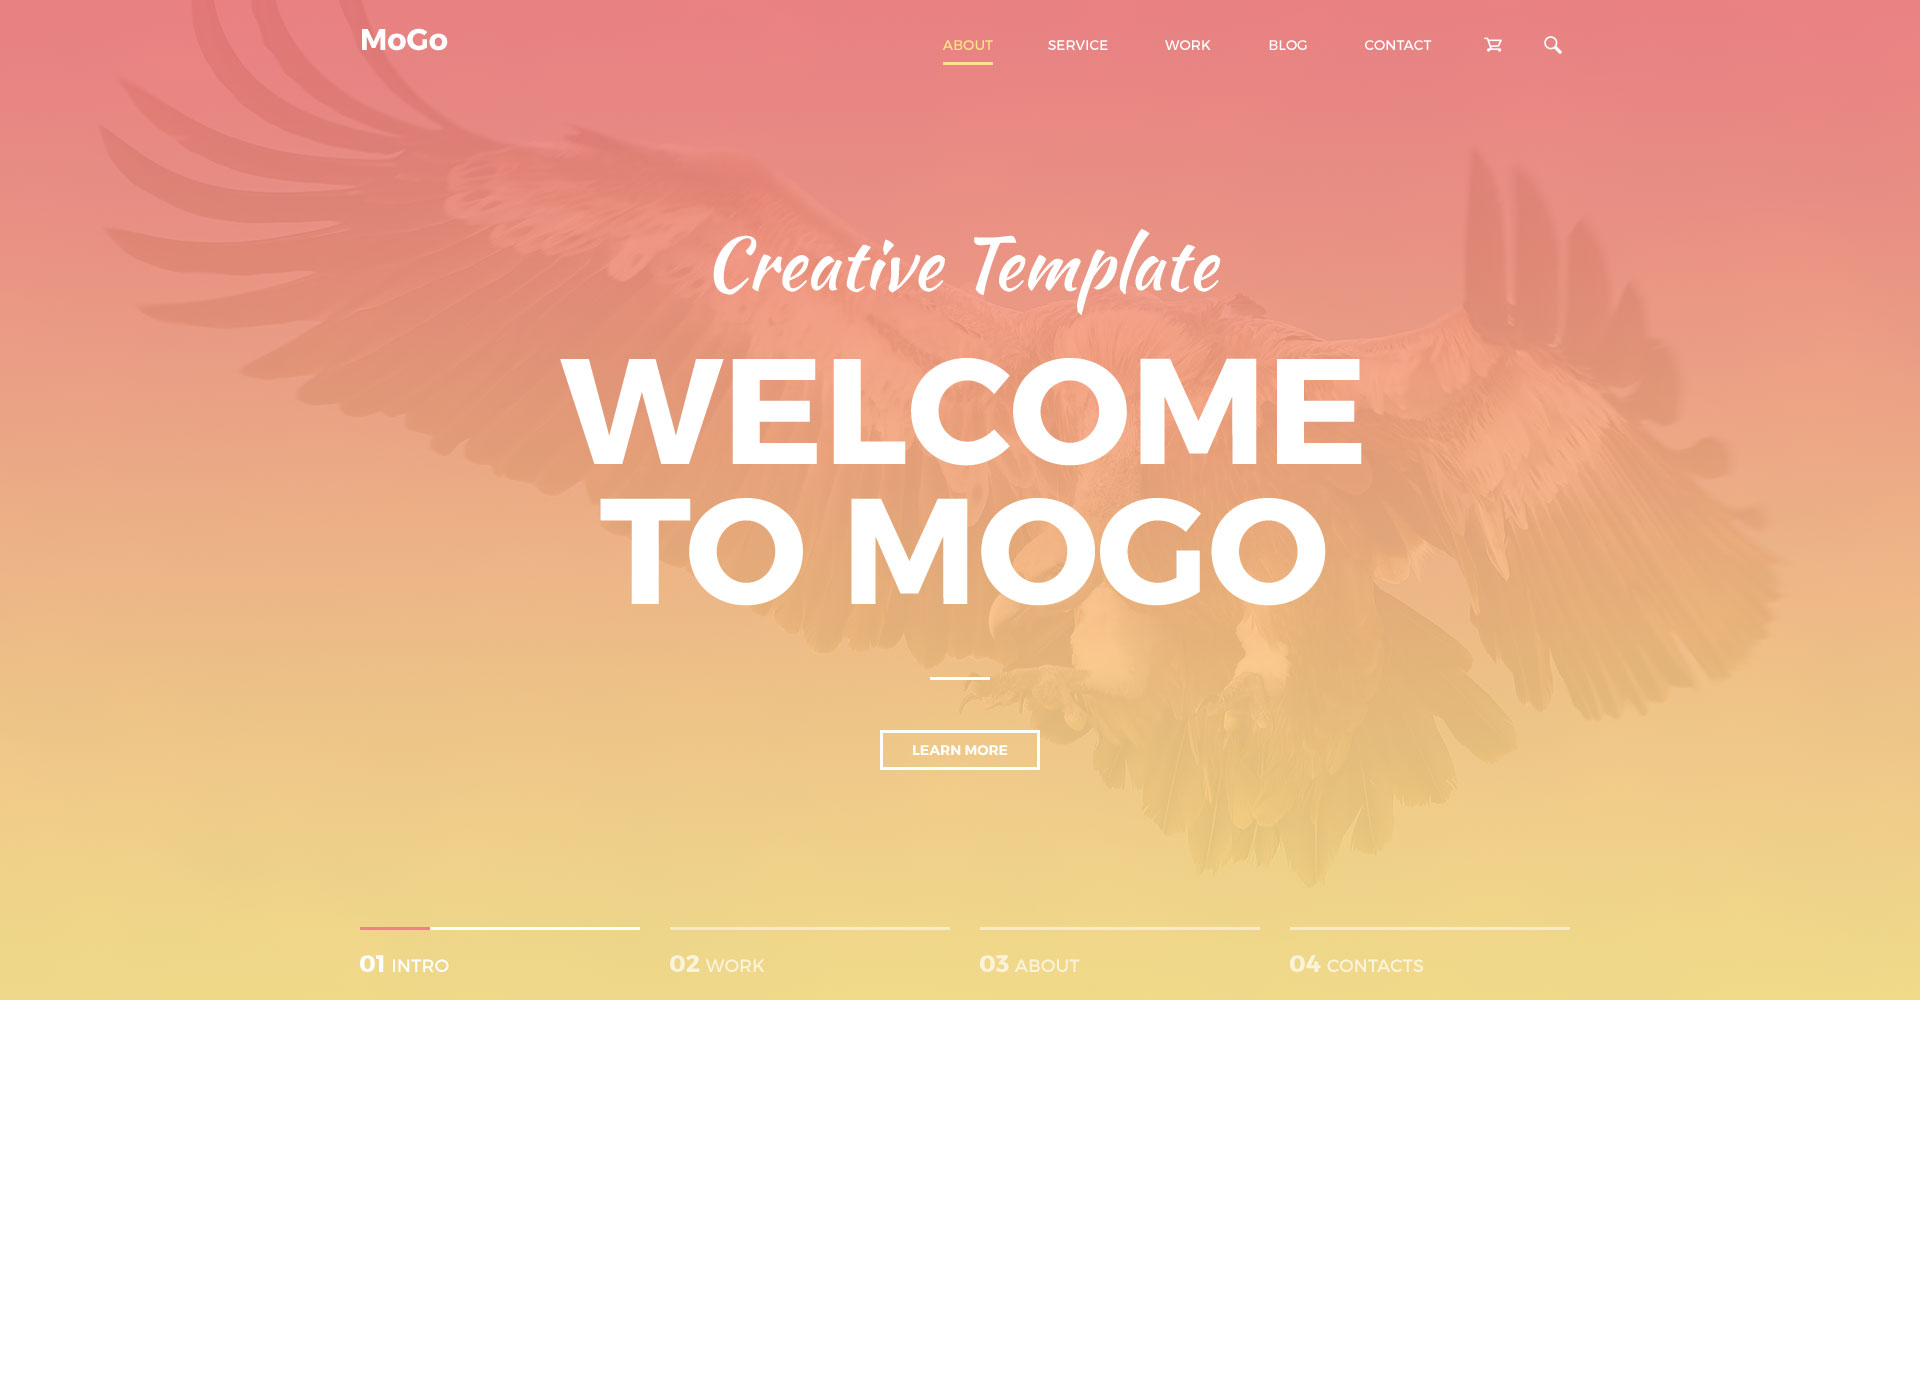 MoGo
ABOUT SERVICE WORK BLOG CONTACT
Creative Template
WELCOME
TO MOGO
LEARN MORE
01 INTRO
02 WORK
03 ABOUT
04 CONTACTS